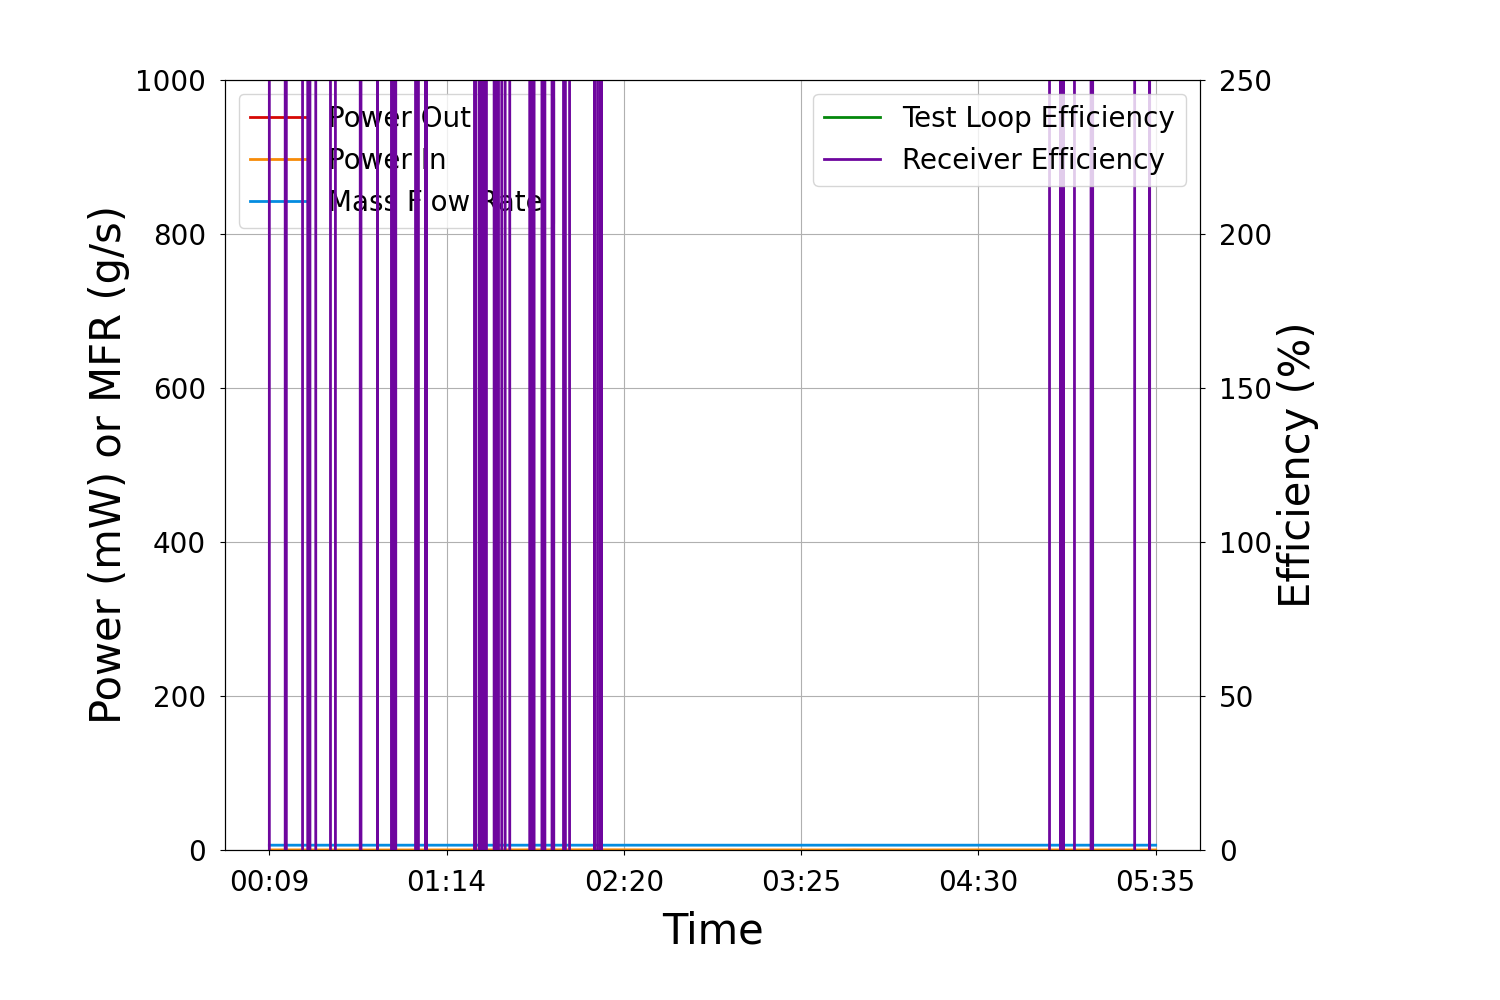 1000
800
600
400
200
0
Power (mW) or MFR (g/s)
Power Out
Power In
Mass Flow Rate
Test Loop Efficiency
Receiver Efficiency
250
200
150
100
50
0
Efficiency (%)
00:09 01:14 02:20 03:25 04:30 05:35
Time